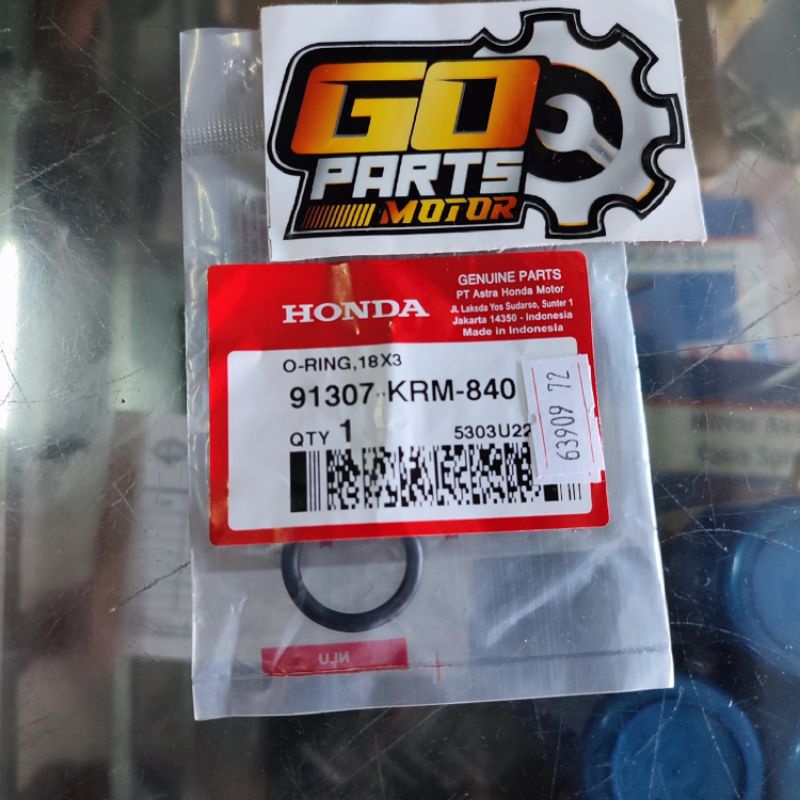 GO
PARTS
MOTOR
HONDA
GENUINE PARTS
PT Astra Honda Motor
Jl. Laksda Yos Sudarso, Sunter 1
Jakarta 14350 - Indonesia
Made in Indonesia
O-RING,18X3
91307-KRM-840
QTY 1
5303U22
63909 72
NLU